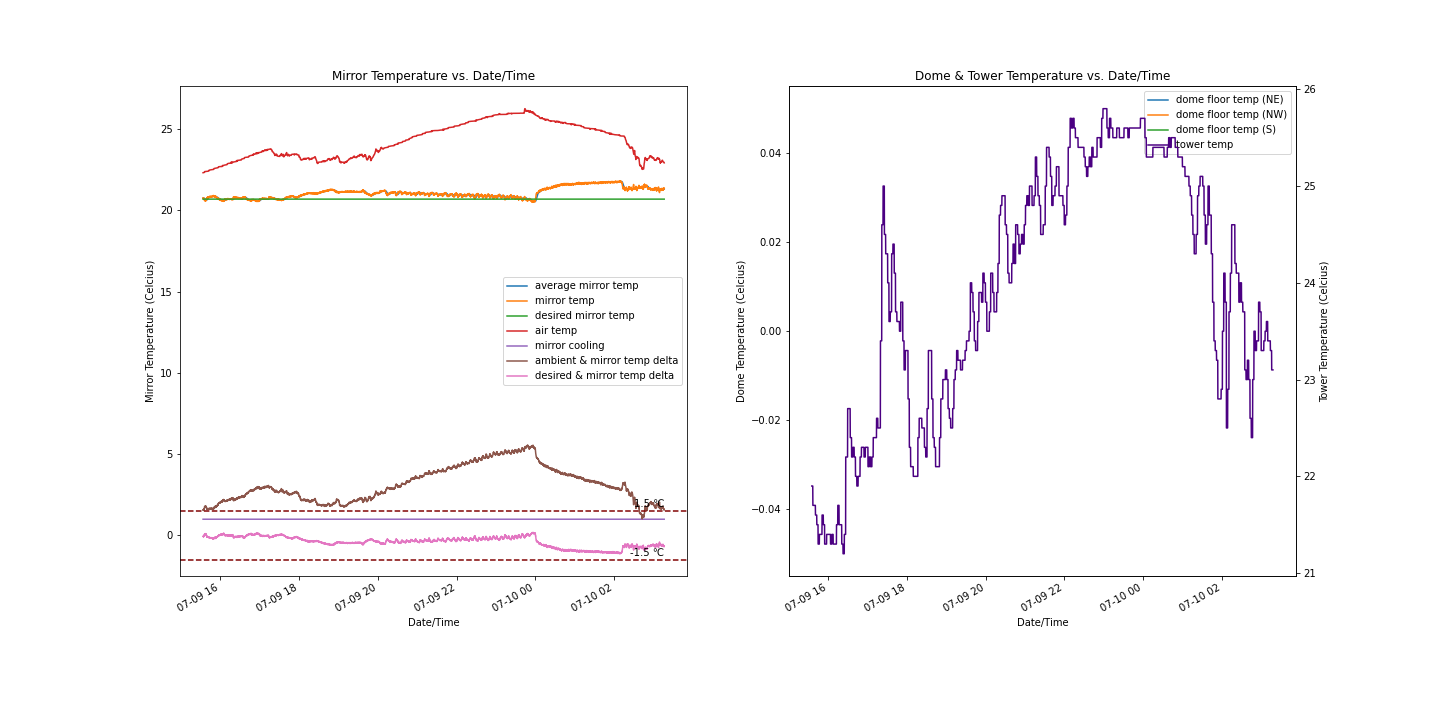 Mirror Temperature vs. Date/Time
Mirror Temperature (Celcius)
25
20
15
10
5
0
average mirror temp
mirror temp
desired mirror temp
air temp
mirror cooling
ambient & mirror temp delta
desired & mirror temp delta
1.5 °C
-1.5 °C
07-09 16
07-09 18
07-09 20
07-09 22
07-10 00
07-10 02
Date/Time
Dome & Tower Temperature vs. Date/Time
Dome Temperature (Celcius)
0.04
0.02
0.00
−0.02
−0.04
dome floor temp (NE)
dome floor temp (NW)
dome floor temp (S)
tower temp
26
25
24
23
22
21
Tower Temperature (Celcius)
07-09 16
07-09 18
07-09 20
07-09 22
07-10 00
07-10 02
Date/Time